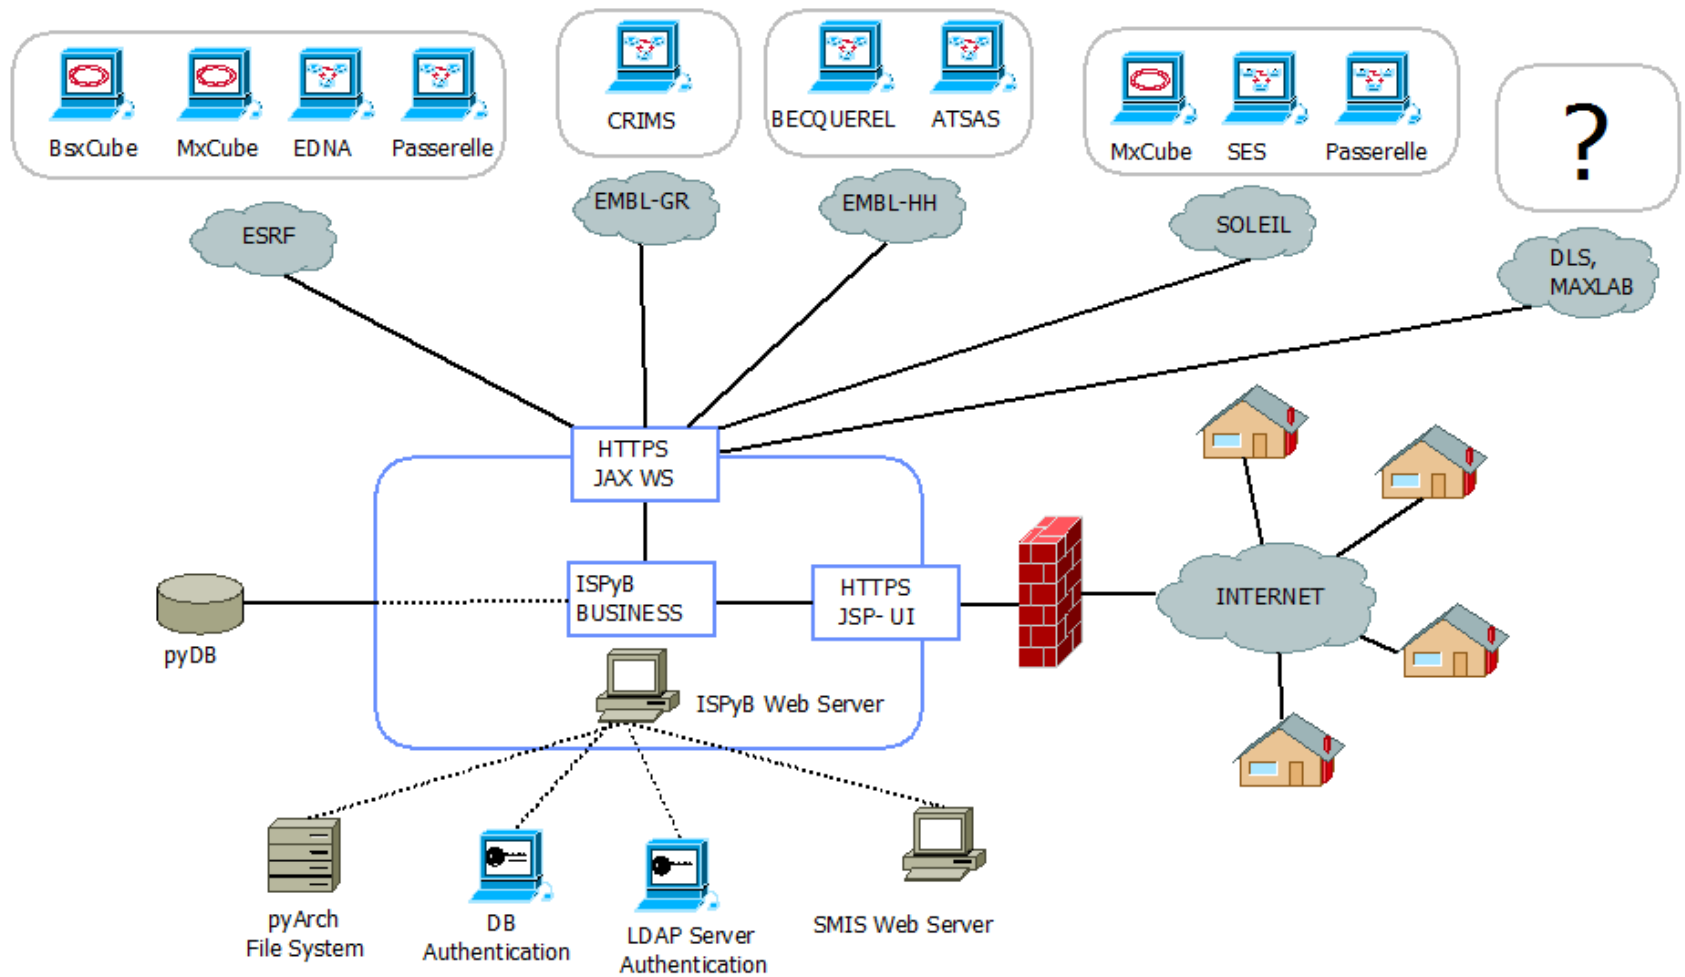 BsxCube
MxCube
EDNA
Passerelle
CRIMS
BECQUEREL
ATSAS
MxCube
SES
Passerelle
?
ESRF
EMBL-GR
EMBL-HH
SOLEIL
DLS,
MAXLAB
HTTPS
JAX WS
ISPyB
BUSINESS
HTTPS
JSP- UI
INTERNET
pyDB
ISPyB Web Server
pyArch
File System
DB
Authentication
LDAP Server
Authentication
SMIS Web Server